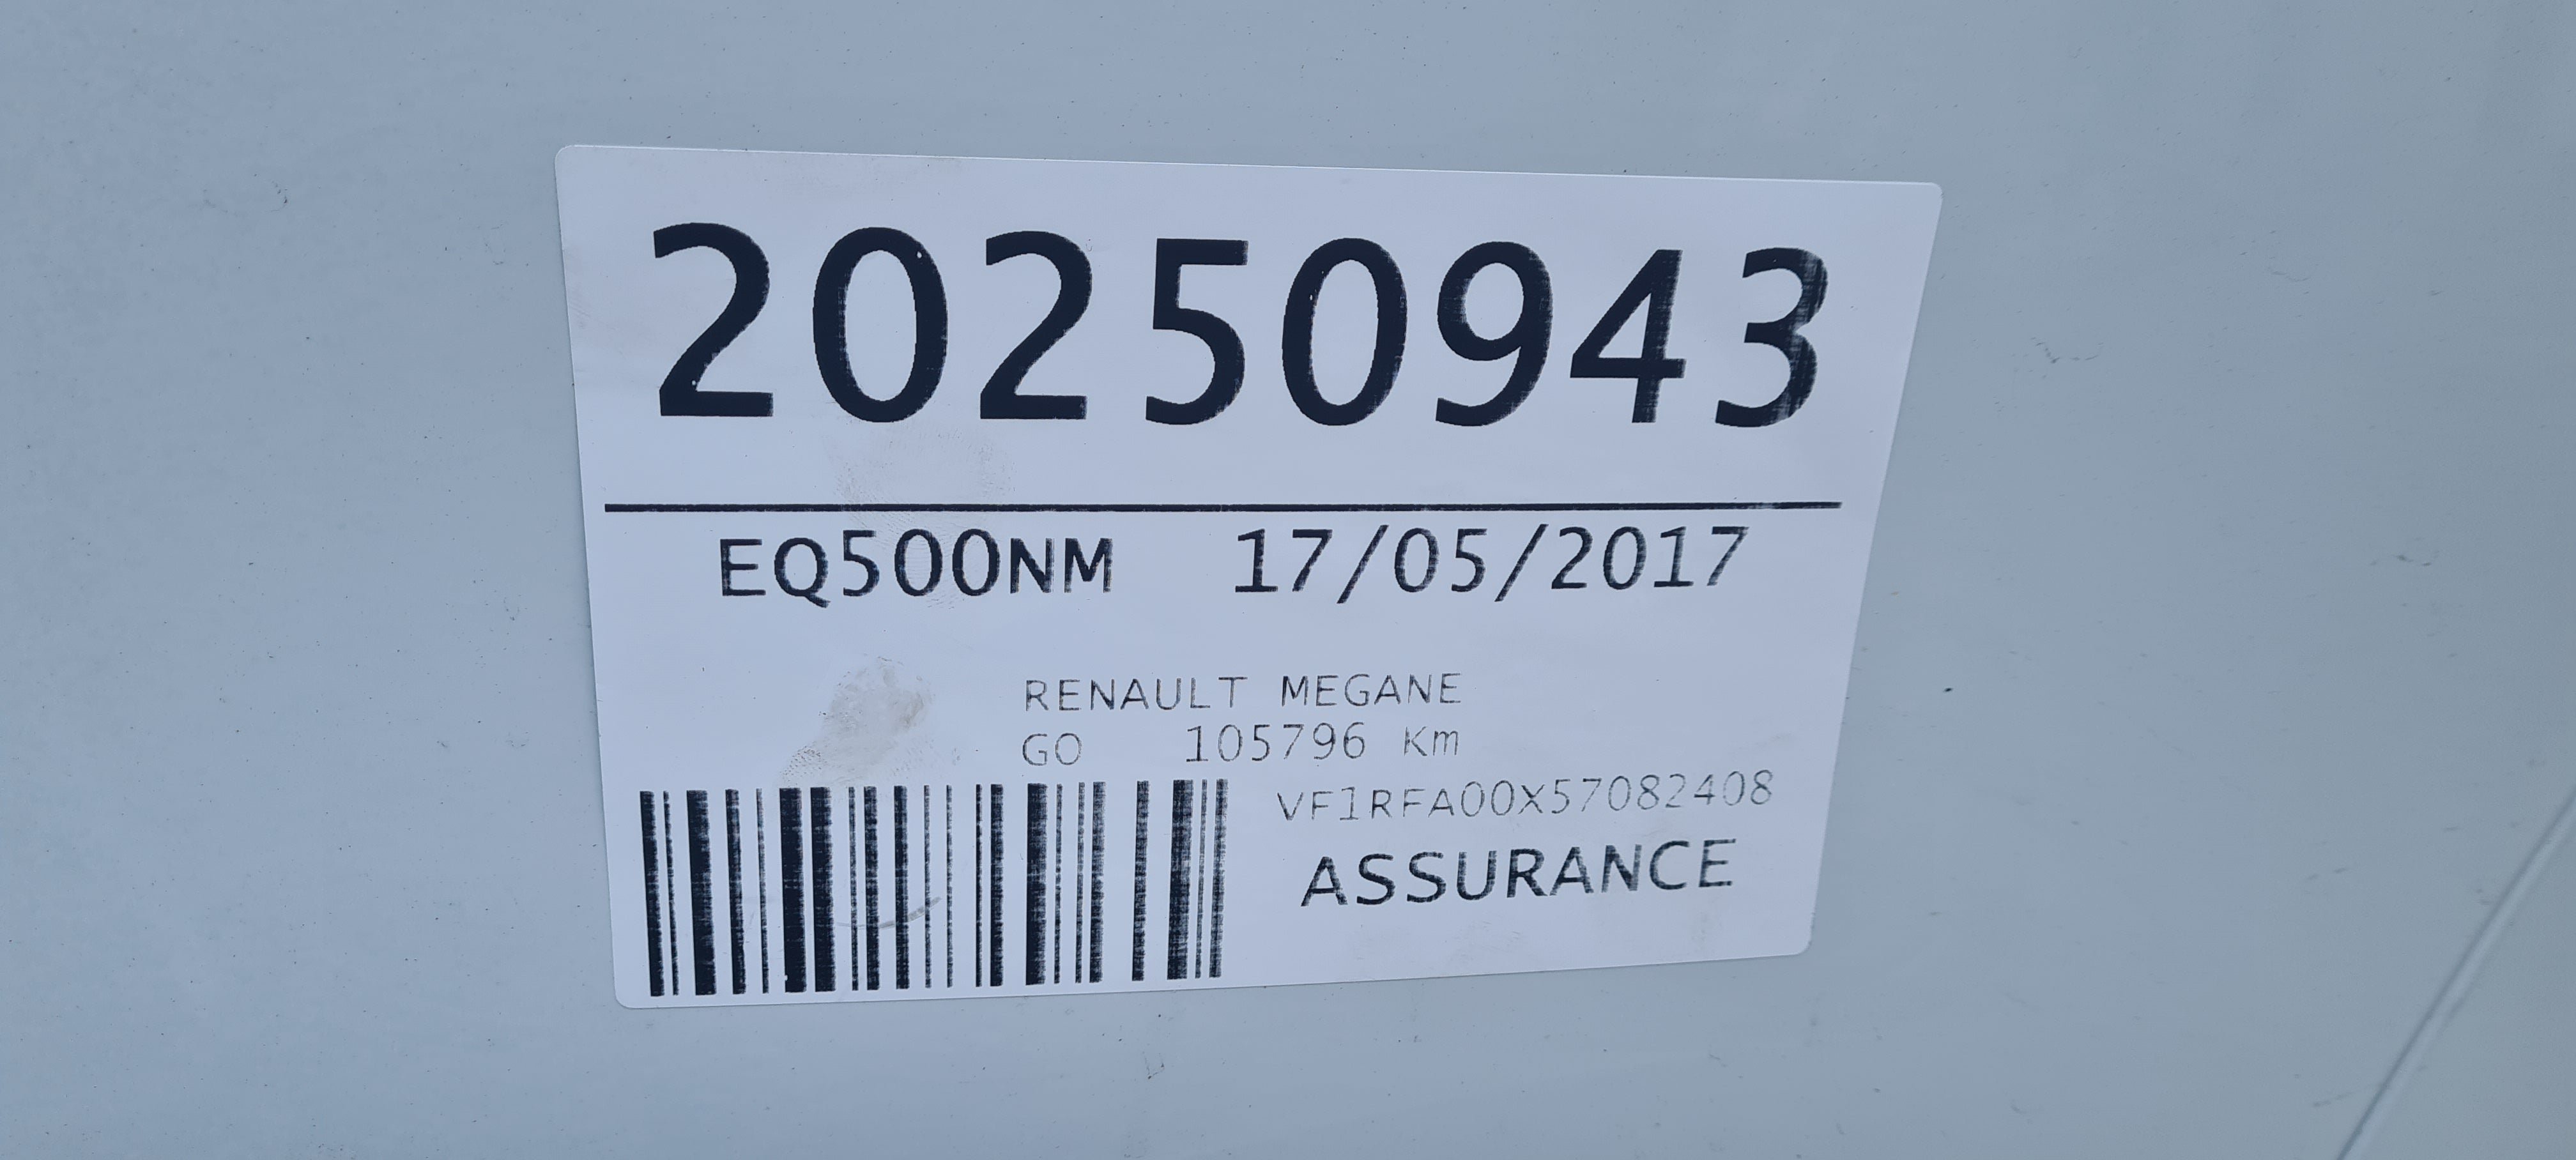 20250943
EQ500NM 17/05/2017
RENAULT MEGANE
GO 105796 Km
VF1RFA00X57082408
ASSURANCE